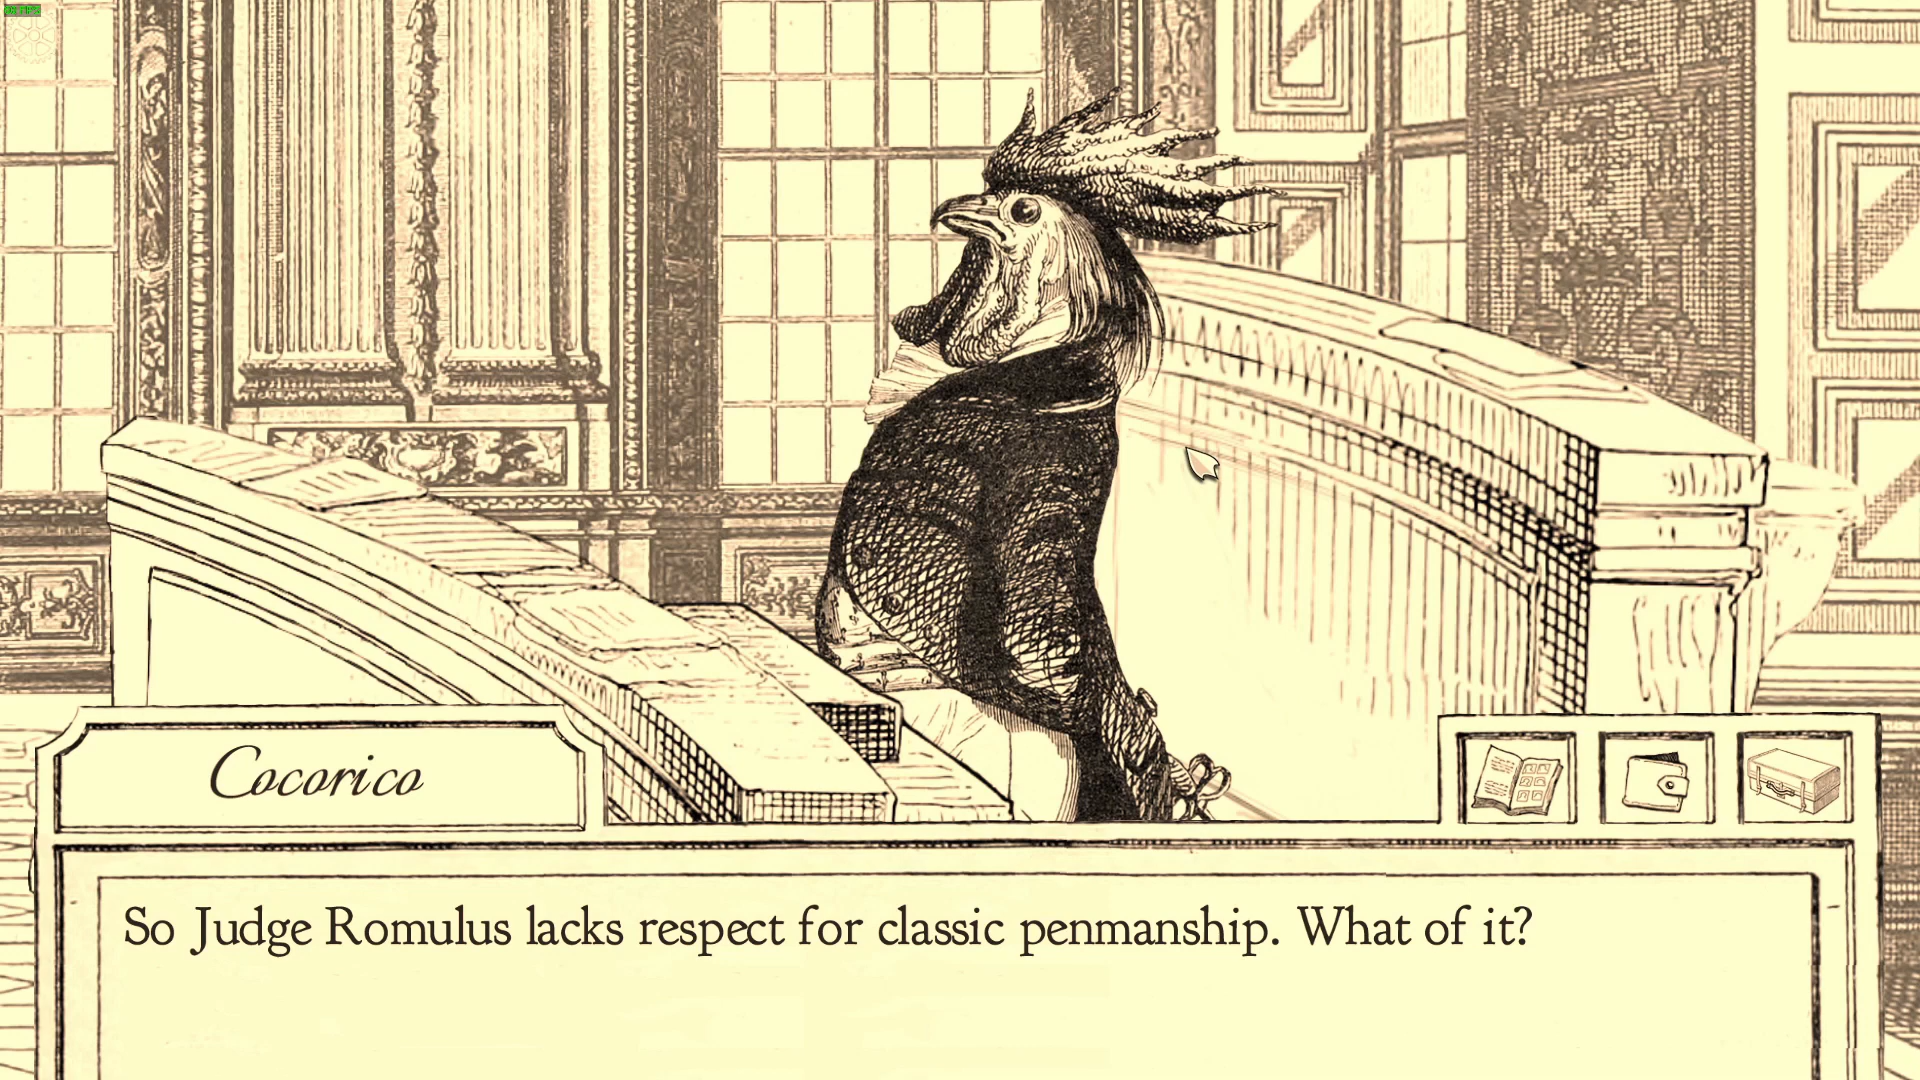 Cocorico
So Judge Romulus lacks respect for classic penmanship. What of it?